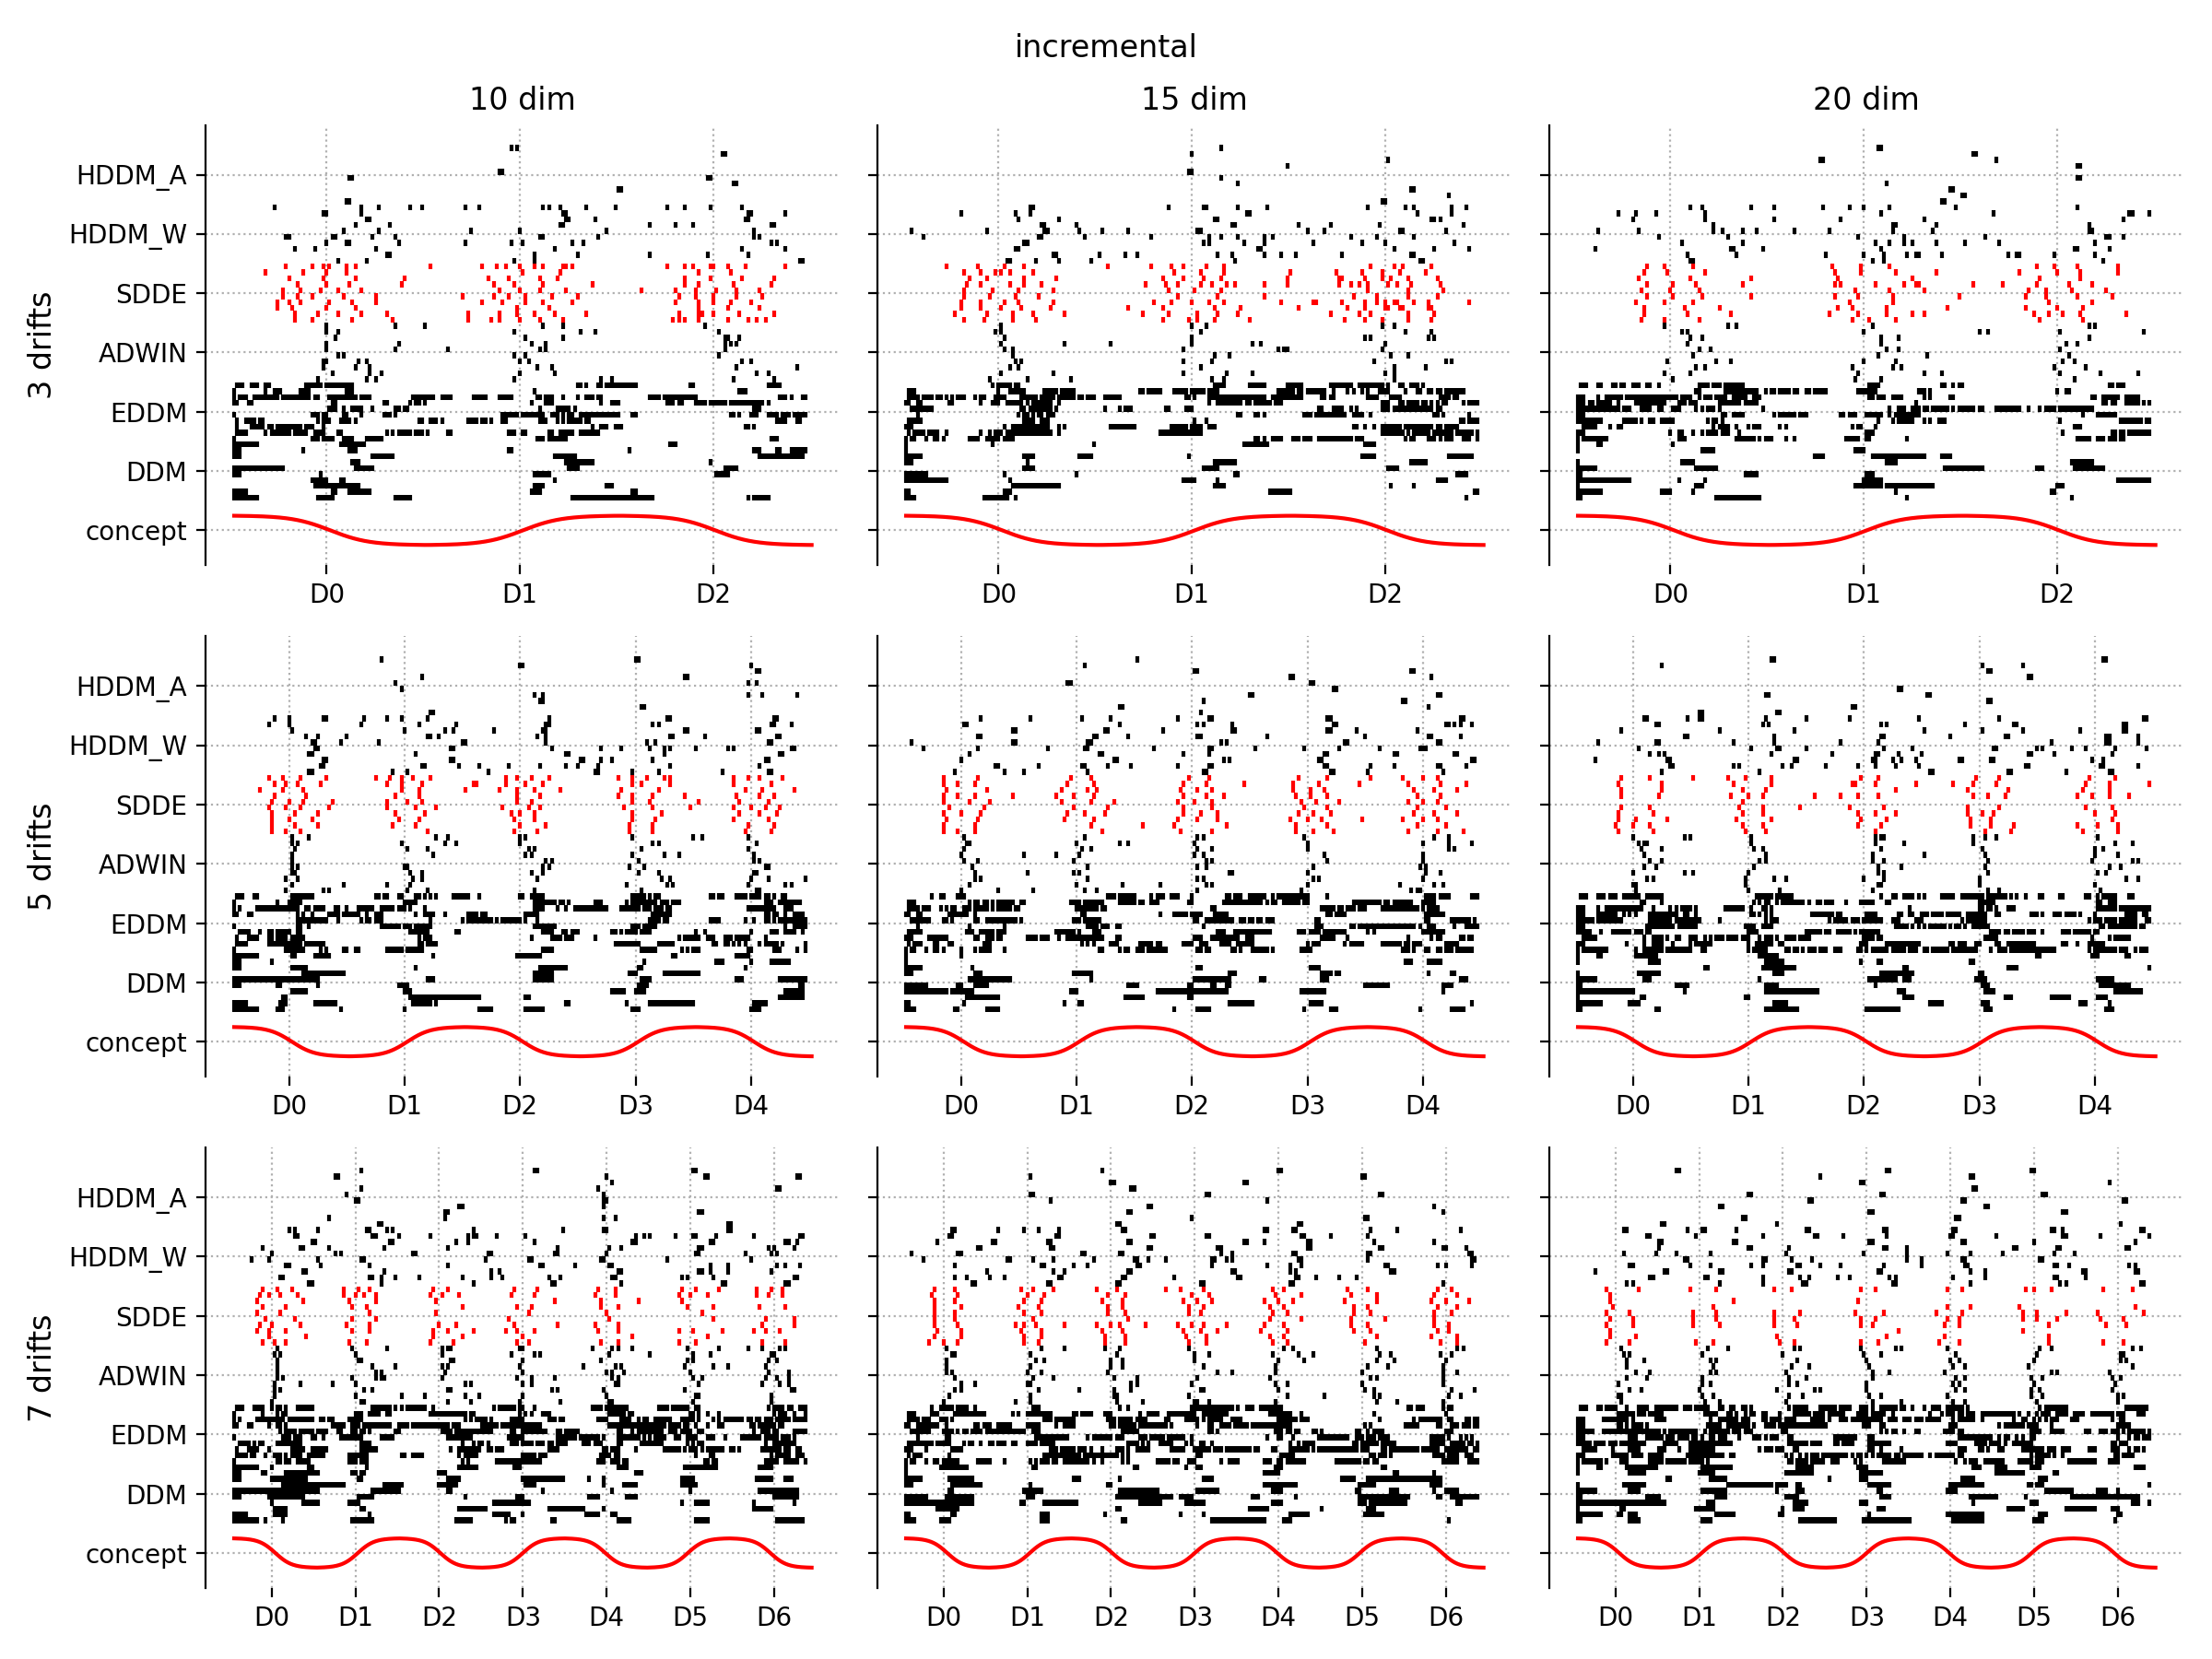 incremental
10 dim
15 dim
20 dim
3 drifts
HDDM_A
HDDM_W
SDDE
ADWIN
EDDM
DDM
concept
D0 D1 D2
D0 D1 D2
D0 D1 D2
5 drifts
HDDM_A
HDDM_W
SDDE
ADWIN
EDDM
DDM
concept
D0 D1 D2 D3 D4
D0 D1 D2 D3 D4
D0 D1 D2 D3 D4
7 drifts
HDDM_A
HDDM_W
SDDE
ADWIN
EDDM
DDM
concept
D0 D1 D2 D3 D4 D5 D6
D0 D1 D2 D3 D4 D5 D6
D0 D1 D2 D3 D4 D5 D6